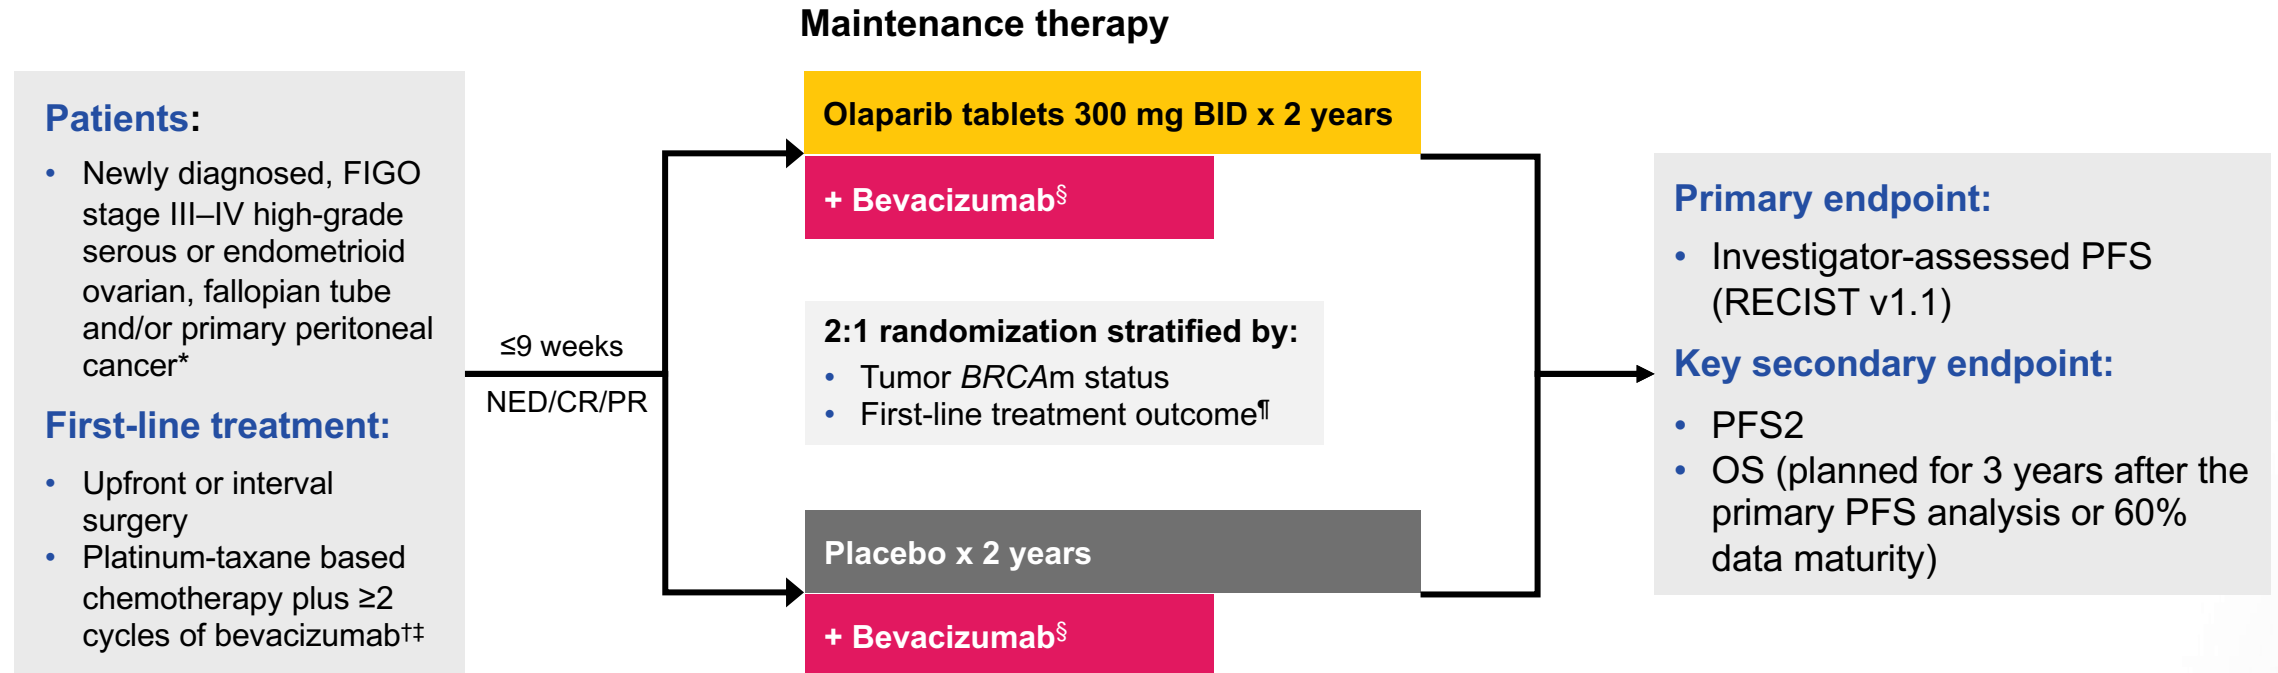 Maintenance therapy
Patients:
• Newly diagnosed, FIGO
stage III–IV high-grade
serous or endometrioid
ovarian, fallopian tube
and/or primary peritoneal
cancer*
First-line treatment:
• Upfront or interval
surgery
• Platinum-taxane based
chemotherapy plus ≥2
cycles of bevacizumab†‡
≤9 weeks
NED/CR/PR
Olaparib tablets 300 mg BID x 2 years
+ Bevacizumab§
2:1 randomization stratified by:
• Tumor BRCAm status
• First-line treatment outcome¶
Placebo x 2 years
+ Bevacizumab§
Primary endpoint:
• Investigator-assessed PFS
(RECIST v1.1)
Key secondary endpoint:
• PFS2
• OS (planned for 3 years after the
primary PFS analysis or 60%
data maturity)